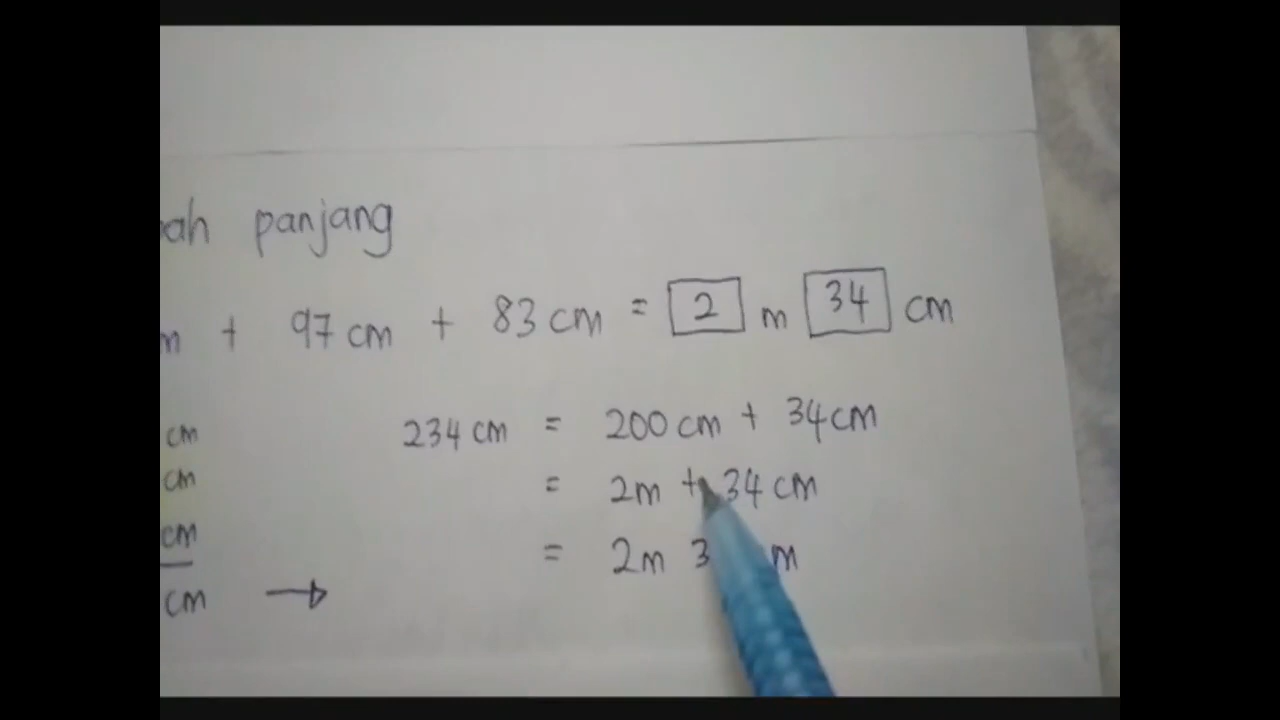 panjang
m + 97 cm + 83 cm = 2 m 34 cm
cm 234 cm = 200 cm + 34 cm
cm = 2m + 34 cm
cm = 2m 3 m
cm →